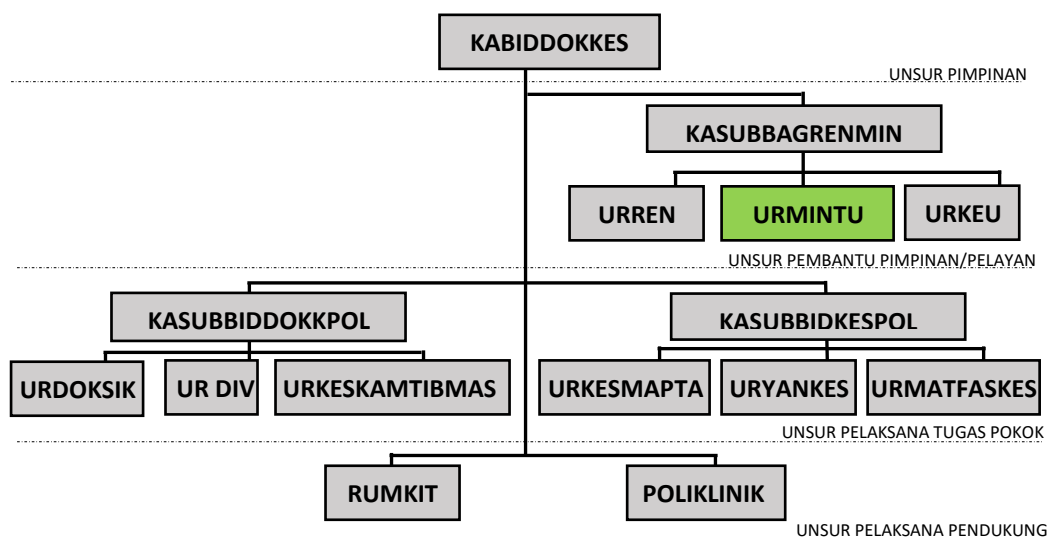 KABIDDOKKES
UNSUR PIMPINAN
KASUBBAGRENMIN
URREN
URMINTU
URKEU
UNSUR PEMBANTU PIMPINAN/PELAYAN
KASUBBIDDOKKPOL
KASUBBIDKESPOL
URDOKSIK
UR DIV
URKESKAMTIBMAS
URKESMAPTA
URYANKES
URMATFASKES
UNSUR PELAKSANA TUGAS POKOK
RUMKIT
POLIKLINIK
UNSUR PELAKSANA PENDUKUNG